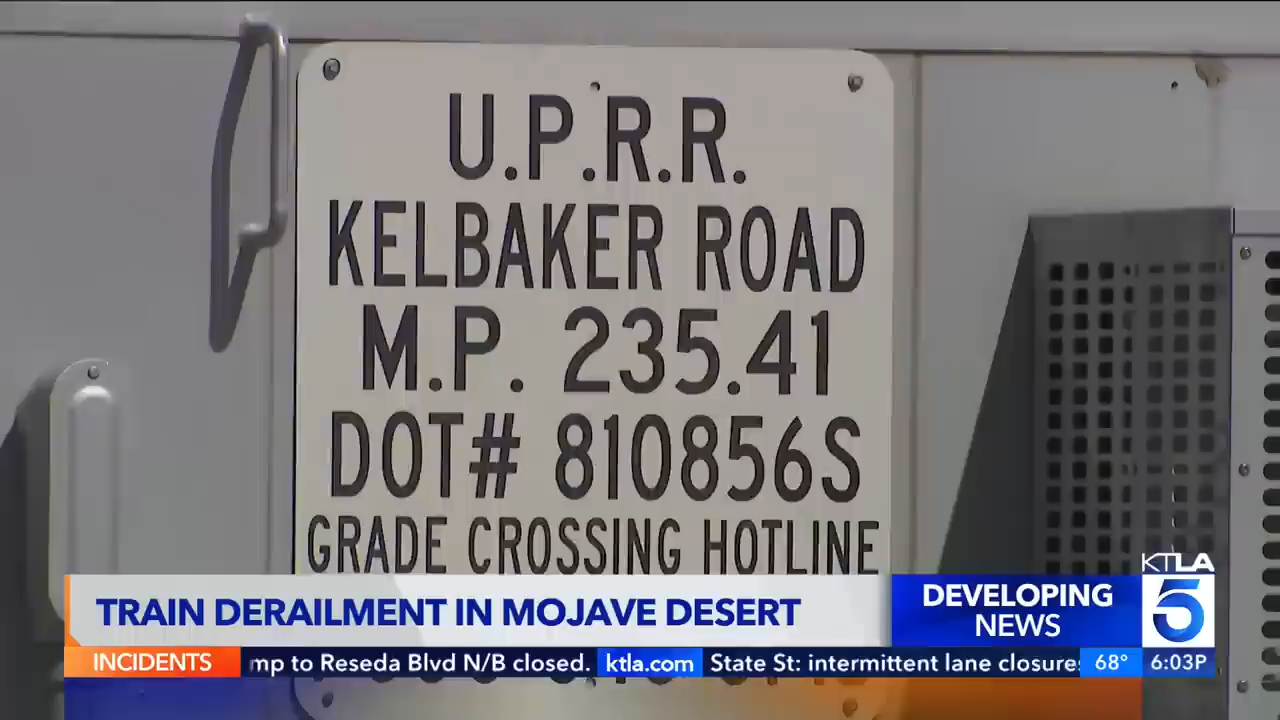 U.P.R.R.
KELBAKER ROAD
M.P. 235.41
DOT# 810856S
GRADE CROSSING HOTLINE
TRAIN DERAILMENT IN MOJAVE DESERT
DEVELOPING
NEWS
KTLA
5
INCIDENTS
mp to Reseda Blvd N/B closed. ktla.com State St: intermittent lane closure
68° 6:03P